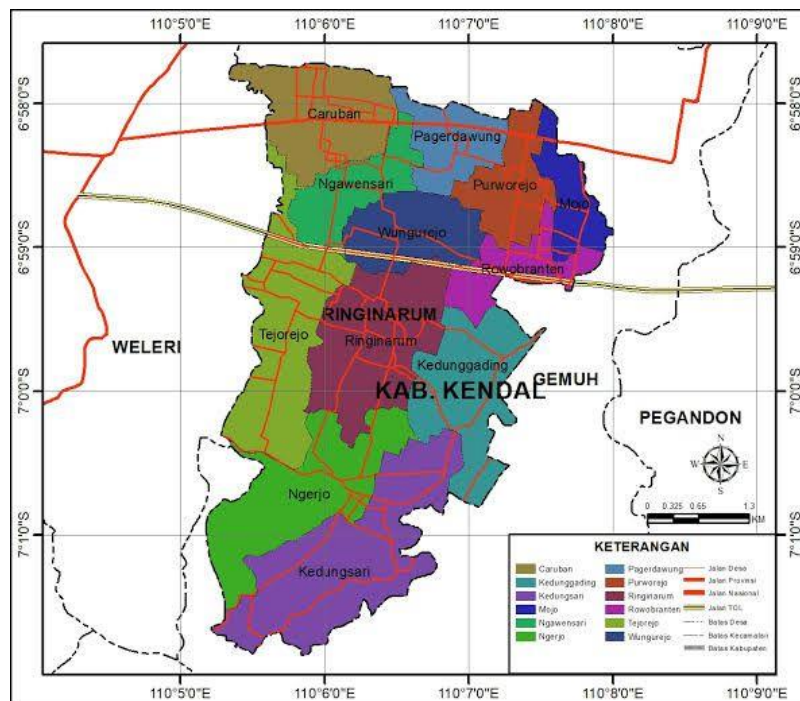 110°5'0"E 110°6'0"E 110°7'0"E 110°8'0"E 110°9'0"E
6°58'0"S
6°58'0"S
Caruban
Pagerdawung
Ngawensari
Purworejo
Mojo
Wungurejo
6°59'0"S
6°59'0"S
Rowobranten
RINGINARUM
Tejorejo
Ringinarum
WELERI
Kedunggading
GEMUH
KAB. KENDAL
7°0'0"S
7°0'0"S
PEGANDON
N
W E
S
Ngerjo
0 0.325 0.65 1.3
KM
7°1'0"S
7°1'0"S
Kedungsari
KETERANGAN
Caruban
Kedunggading
Kedungsari
Mojo
Ngawensari
Ngerjo
Pagerdawung
Purworejo
Ringinarum
Rowobranten
Tejorejo
Wungurejo
Jalan Desa
Jalan Provinsi
Jalan Nasional
Jalan TOL
Batas Desa
Batas Kecamatan
Batas Kabupaten
110°5'0"E 110°6'0"E 110°7'0"E 110°8'0"E 110°9'0"E